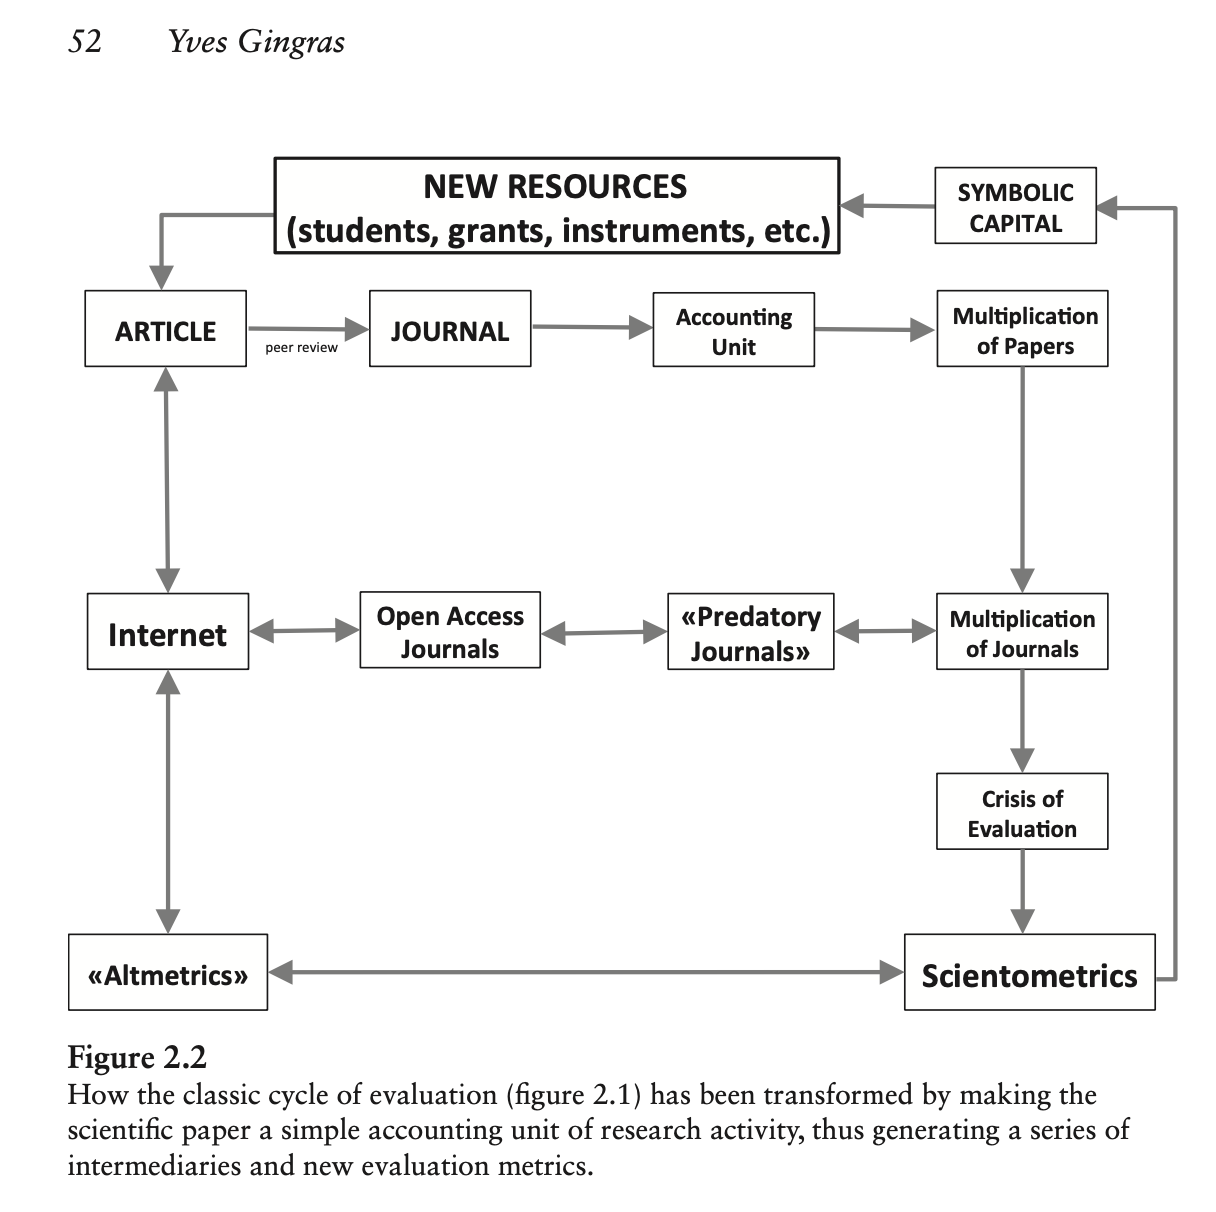 52 Yves Gingras
NEW RESOURCES
(students, grants, instruments, etc.)
SYMBOLIC
CAPITAL
ARTICLE
peer review
JOURNAL
Accounting
Unit
Multiplication
of Papers
Internet
Open Access
Journals
«Predatory
Journals»
Multiplication
of Journals
Crisis of
Evaluation
«Altmetrics»
Scientometrics
Figure 2.2
How the classic cycle of evaluation (figure 2.1) has been transformed by making the
scientific paper a simple accounting unit of research activity, thus generating a series of
intermediaries and new evaluation metrics.